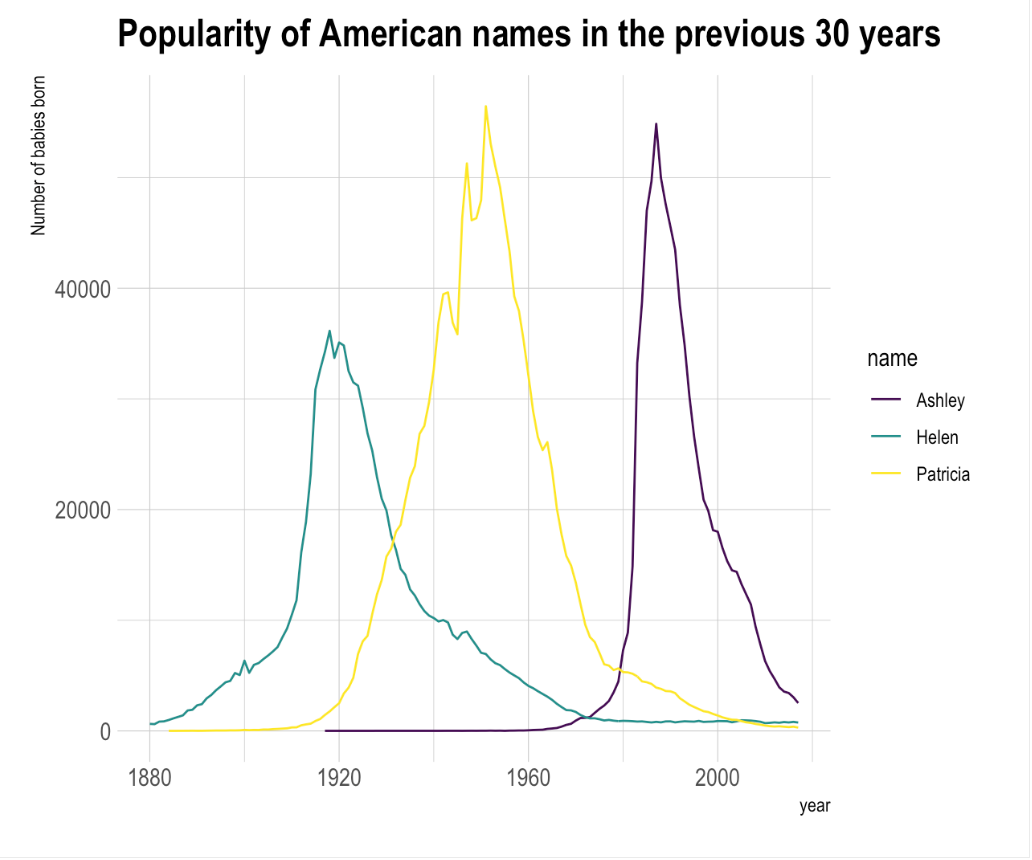 Popularity of American names in the previous 30 years
Number of babies born
40000
20000
0
1880 1920 1960 2000
year
name
Ashley
Helen
Patricia